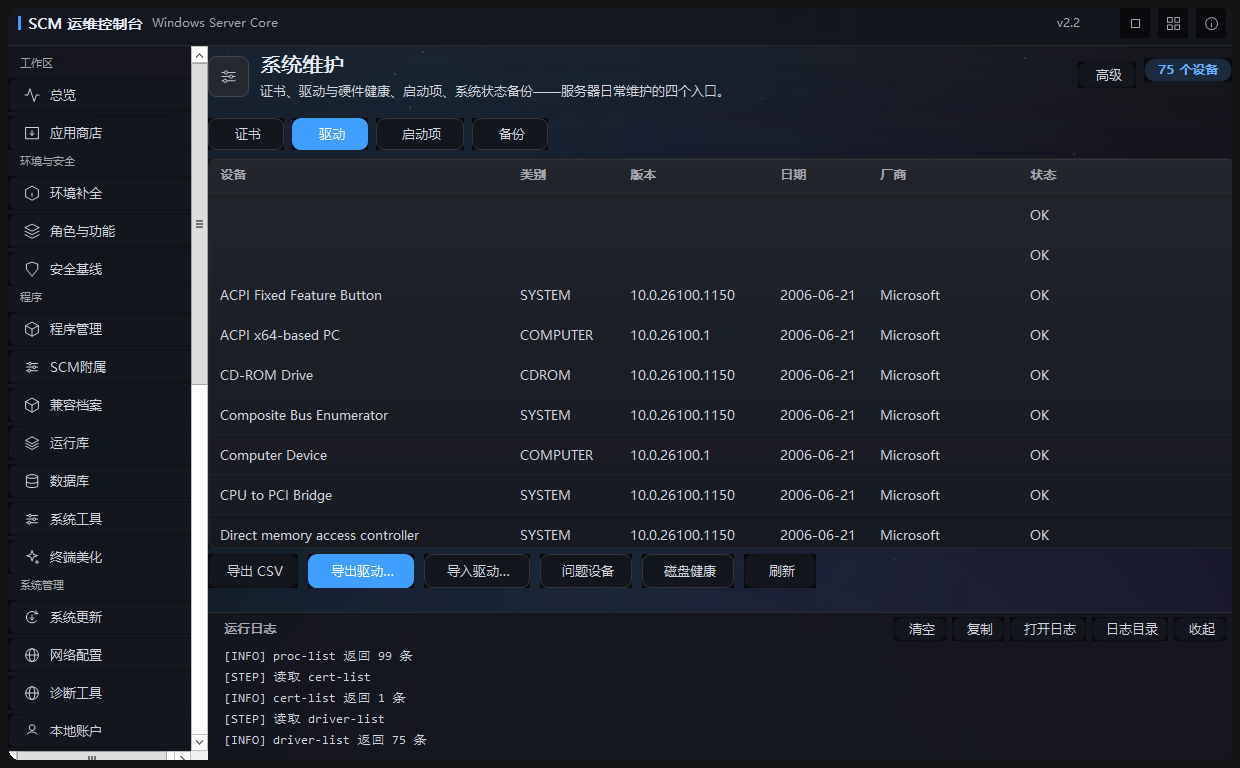 SCM 运维控制台 Windows Server Core v2.2
工作区
总览
应用商店
环境与安全
环境补全
角色与功能
安全基线
程序
程序管理
SCM附属
兼容档案
运行库
数据库
系统工具
终端美化
系统管理
系统更新
网络配置
诊断工具
本地账户
系统维护
证书、驱动与硬件健康、启动项、系统状态备份——服务器日常维护的四个入口。
高级 75 个设备
证书 驱动 启动项 备份
设备 类别 版本 日期 厂商 状态
OK
OK
ACPI Fixed Feature Button SYSTEM 10.0.26100.1150 2006-06-21 Microsoft OK
ACPI x64-based PC COMPUTER 10.0.26100.1 2006-06-21 Microsoft OK
CD-ROM Drive CDROM 10.0.26100.1150 2006-06-21 Microsoft OK
Composite Bus Enumerator SYSTEM 10.0.26100.1150 2006-06-21 Microsoft OK
Computer Device COMPUTER 10.0.26100.1 2006-06-21 Microsoft OK
CPU to PCI Bridge SYSTEM 10.0.26100.1150 2006-06-21 Microsoft OK
Direct memory access controller SYSTEM 10.0.26100.1150 2006-06-21 Microsoft OK
导出 CSV 导出驱动... 导入驱动... 问题设备 磁盘健康 刷新
运行日志 清空 复制 打开日志 日志目录 收起
[INFO] proc-list 返回 99 条
[STEP] 读取 cert-list
[INFO] cert-list 返回 1 条
[STEP] 读取 driver-list
[INFO] driver-list 返回 75 条